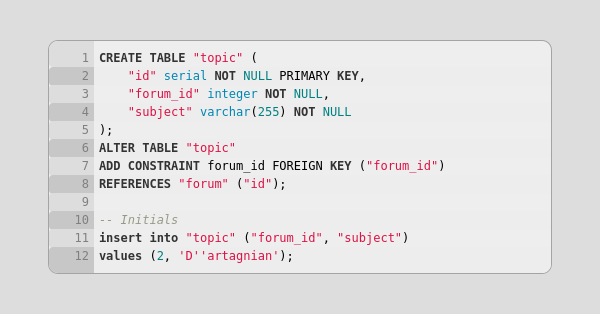 1 CREATE TABLE "topic" (
2     "id" serial NOT NULL PRIMARY KEY,
3     "forum_id" integer NOT NULL,
4     "subject" varchar(255) NOT NULL
5 );
6 ALTER TABLE "topic"
7 ADD CONSTRAINT forum_id FOREIGN KEY ("forum_id")
8 REFERENCES "forum" ("id");
9
10 -- Initials
11 insert into "topic" ("forum_id", "subject")
12 values (2, 'D''artagnian');